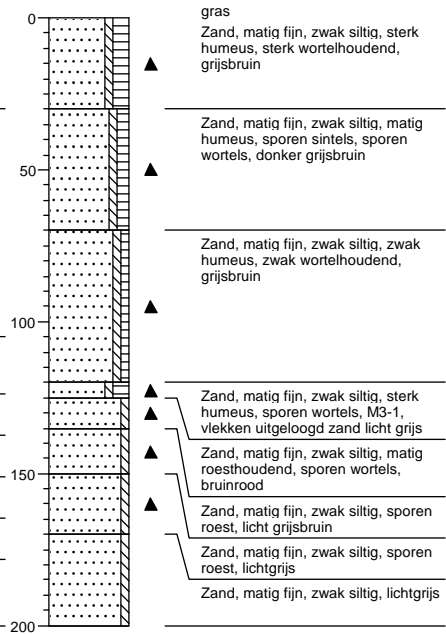 gras
0
Zand, matig fijn, zwak siltig, sterk
humeus, sterk wortelhoudend,
grijsbruin
Zand, matig fijn, zwak siltig, matig
humeus, sporen sintels, sporen
wortels, donker grijsbruin
50
Zand, matig fijn, zwak siltig, zwak
humeus, zwak wortelhoudend,
grijsbruin
100
Zand, matig fijn, zwak siltig, sterk
humeus, sporen wortels, M3-1,
vlekken uitgeloogd zand licht grijs
Zand, matig fijn, zwak siltig, matig
roesthoudend, sporen wortels,
bruinrood
150
Zand, matig fijn, zwak siltig, sporen
roest, licht grijsbruin
Zand, matig fijn, zwak siltig, sporen
roest, lichtgrijs
Zand, matig fijn, zwak siltig, lichtgrijs
200